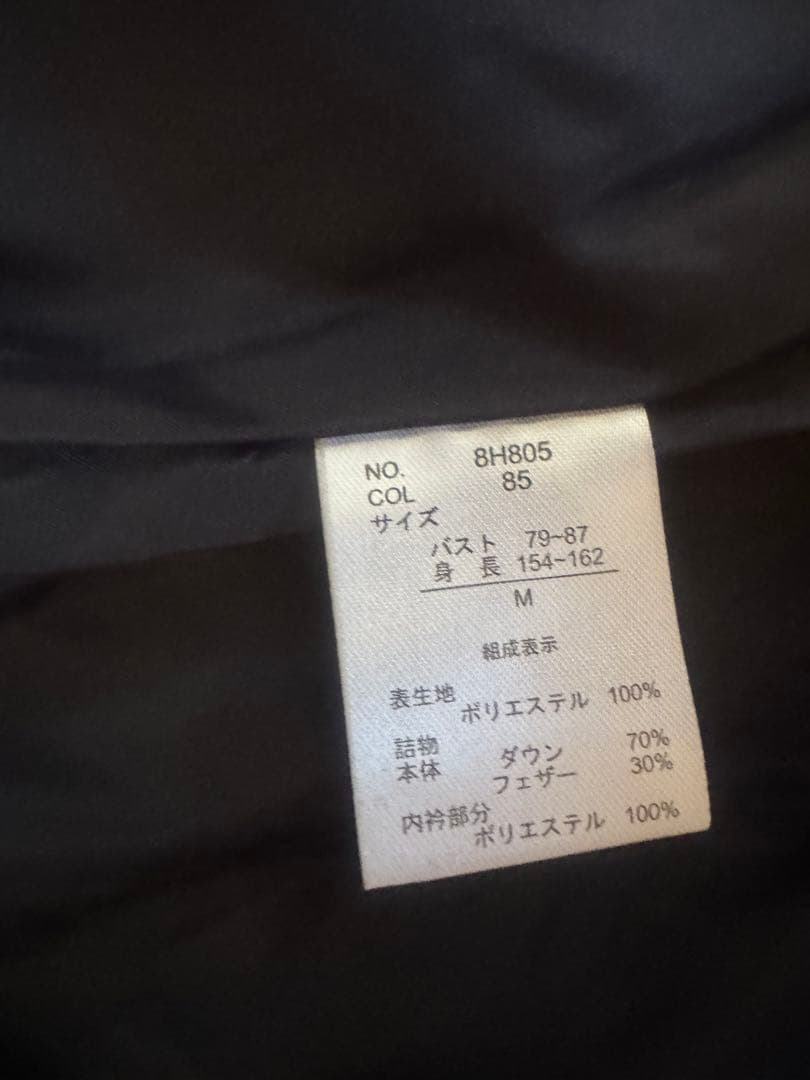 NO. 8H805
COL 85
サイズ
バスト 79~87
身 長 154~162
M
組成表示
表生地
ポリエステル 100%
詰物 ダウン 70%
本体 フェザー 30%
内衿部分
ポリエステル 100%